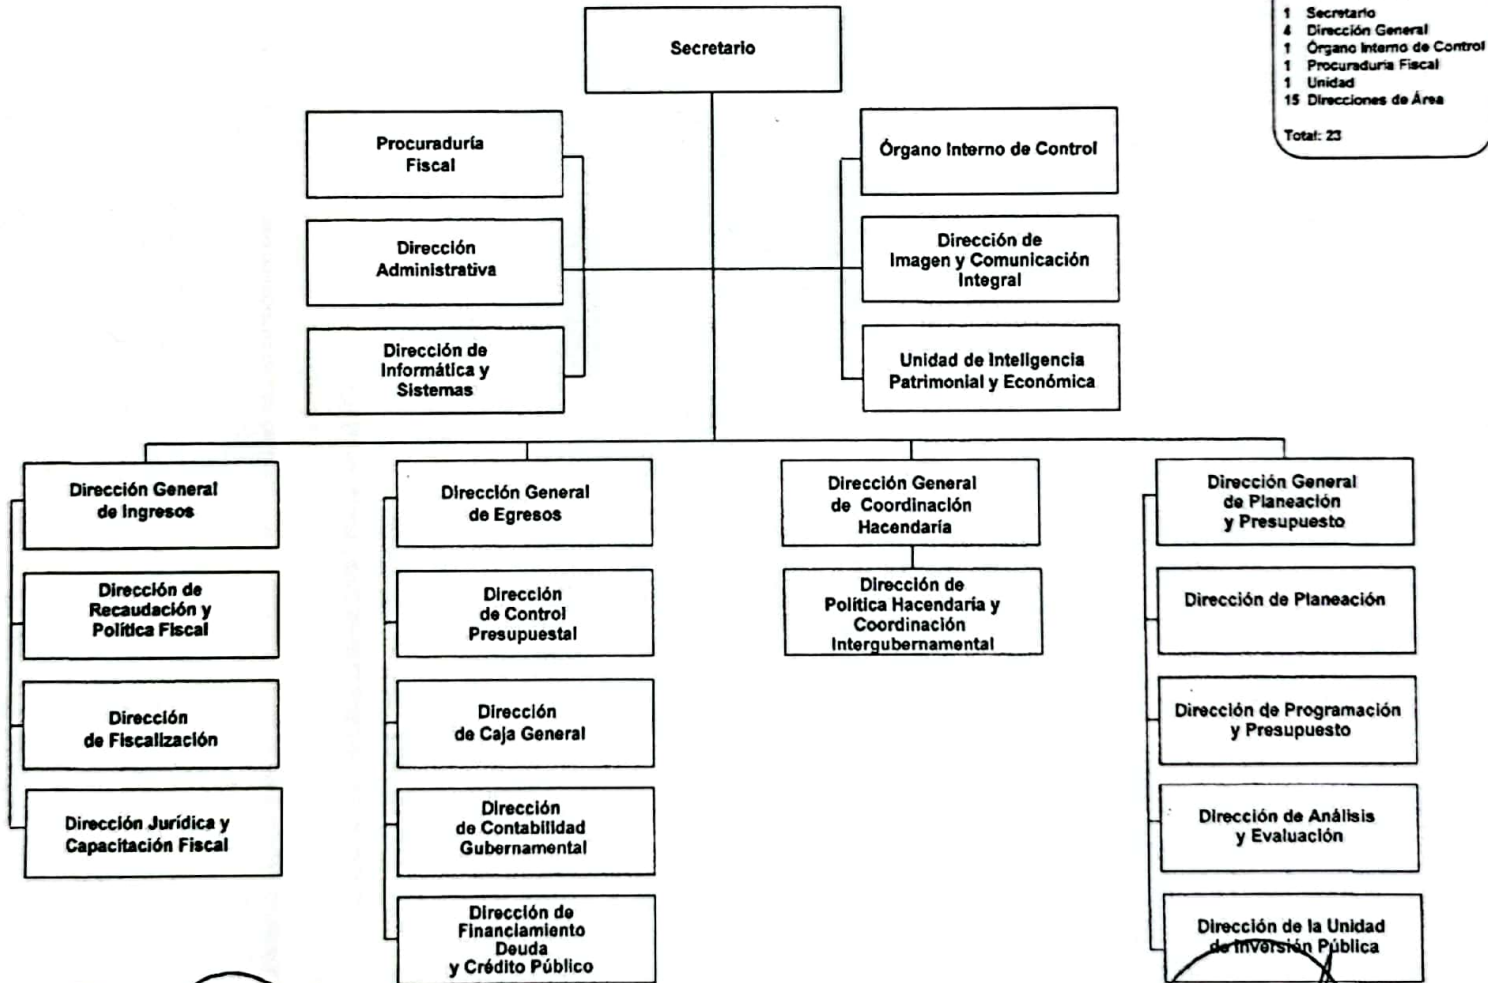 1 Secretario
4 Dirección General
1 Órgano Interno de Control
1 Procuraduría Fiscal
1 Unidad
15 Direcciones de Área
Total: 23
Secretario
Procuraduría
Fiscal
Órgano Interno de Control
Dirección
Administrativa
Dirección de
Imagen y Comunicación
Integral
Dirección de
Informática y
Sistemas
Unidad de Inteligencia
Patrimonial y Económica
Dirección General
de Ingresos
Dirección General
de Egresos
Dirección General
de Coordinación
Hacendaría
Dirección General
de Planeación
y Presupuesto
Dirección de
Recaudación y
Política Fiscal
Dirección
de Control
Presupuestal
Dirección de
Política Hacendaría y
Coordinación
Intergubernamental
Dirección de Planeación
Dirección
de Fiscalización
Dirección
de Caja General
Dirección de Programación
y Presupuesto
Dirección Jurídica y
Capacitación Fiscal
Dirección
de Contabilidad
Gubernamental
Dirección de Análisis
y Evaluación
Dirección de
Financiamiento
Deuda
y Crédito Público
Dirección de la Unidad
de Inversión Pública